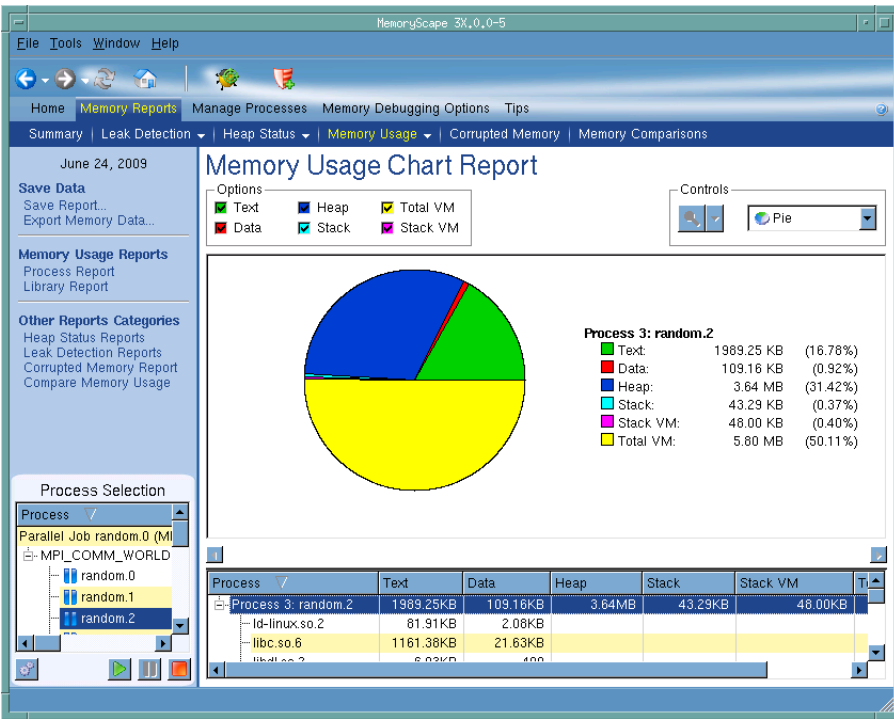 MemoryScape 3X.0.0-5
File Tools Window Help
Home Memory Reports Manage Processes Memory Debugging Options Tips
Summary | Leak Detection | Heap Status | Memory Usage | Corrupted Memory | Memory Comparisons
June 24, 2009
Save Data
Save Report...
Export Memory Data...
Memory Usage Reports
Process Report
Library Report
Other Reports Categories
Heap Status Reports
Leak Detection Reports
Corrupted Memory Report
Compare Memory Usage
Process Selection
Process
Parallel Job random.0 (MI
MPI_COMM_WORLD
random.0
random.1
random.2
Memory Usage Chart Report
Options
Text Heap Total VM
Data Stack Stack VM
Controls
Pie
Process 3: random.2
Text: 1989.25 KB (16.78%)
Data: 109.16 KB (0.92%)
Heap: 3.64 MB (31.42%)
Stack: 43.29 KB (0.37%)
Stack VM: 48.00 KB (0.40%)
Total VM: 5.80 MB (50.11%)
Process Text Data Heap Stack Stack VM
Process 3: random.2 1989.25KB 109.16KB 3.64MB 43.29KB 48.00KB
ld-linux.so.2 81.91KB 2.08KB
libc.so.6 1161.38KB 21.63KB